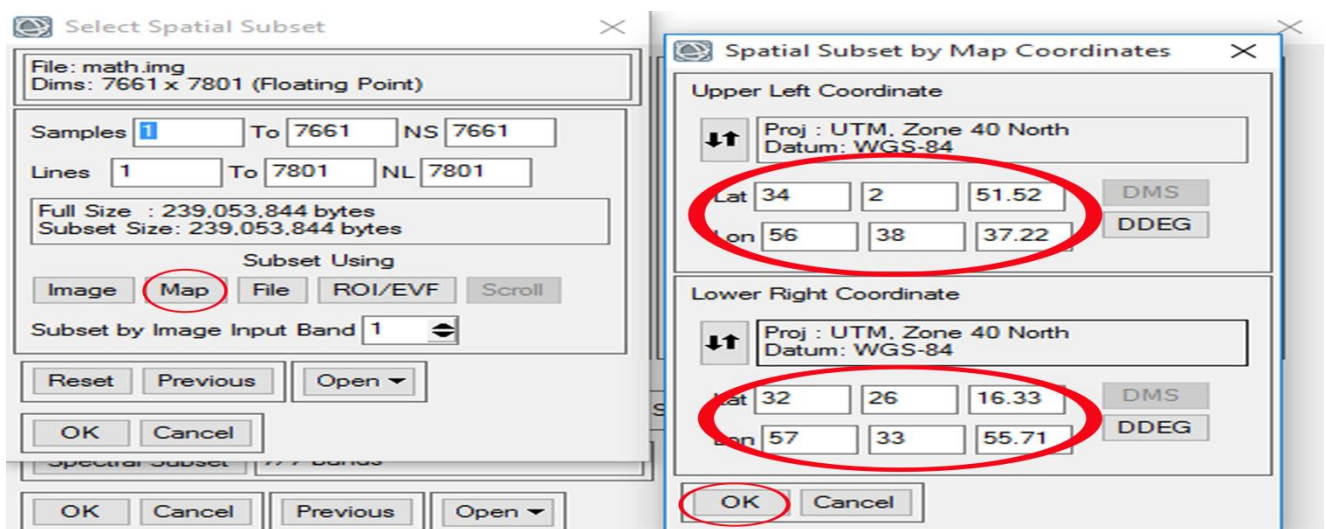 Select Spatial Subset
File: math.img
Dims: 7661 x 7801 (Floating Point)
Samples 1 To 7661 NS 7661
Lines 1 To 7801 NL 7801
Full Size : 239,053,844 bytes
Subset Size: 239,053,844 bytes
Subset Using
Image Map File ROI/EVF Scroll
Subset by Image Input Band 1
Reset Previous Open
OK Cancel
Spectral Subset 7/7 Bands
OK Cancel Previous Open
Spatial Subset by Map Coordinates
Upper Left Coordinate
Proj : UTM, Zone 40 North
Datum: WGS-84
Lat 34 2 51.52 DMS
Lon 56 38 37.22 DDEG
Lower Right Coordinate
Proj : UTM, Zone 40 North
Datum: WGS-84
Lat 32 26 16.33 DMS
Lon 57 33 55.71 DDEG
OK Cancel